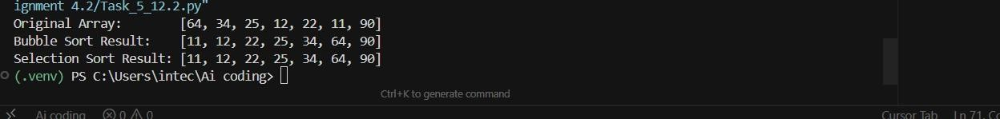 ignment 4.2/Task_5_12.2.py"
Original Array:       [64, 34, 25, 12, 22, 11, 90]
Bubble Sort Result:    [11, 12, 22, 25, 34, 64, 90]
Selection Sort Result: [11, 12, 22, 25, 34, 64, 90]
(.venv) PS C:\Users\intec\Ai coding>
Ctrl+K to generate command
Ai coding 0 0 Cursor Tab Ln 71, Co